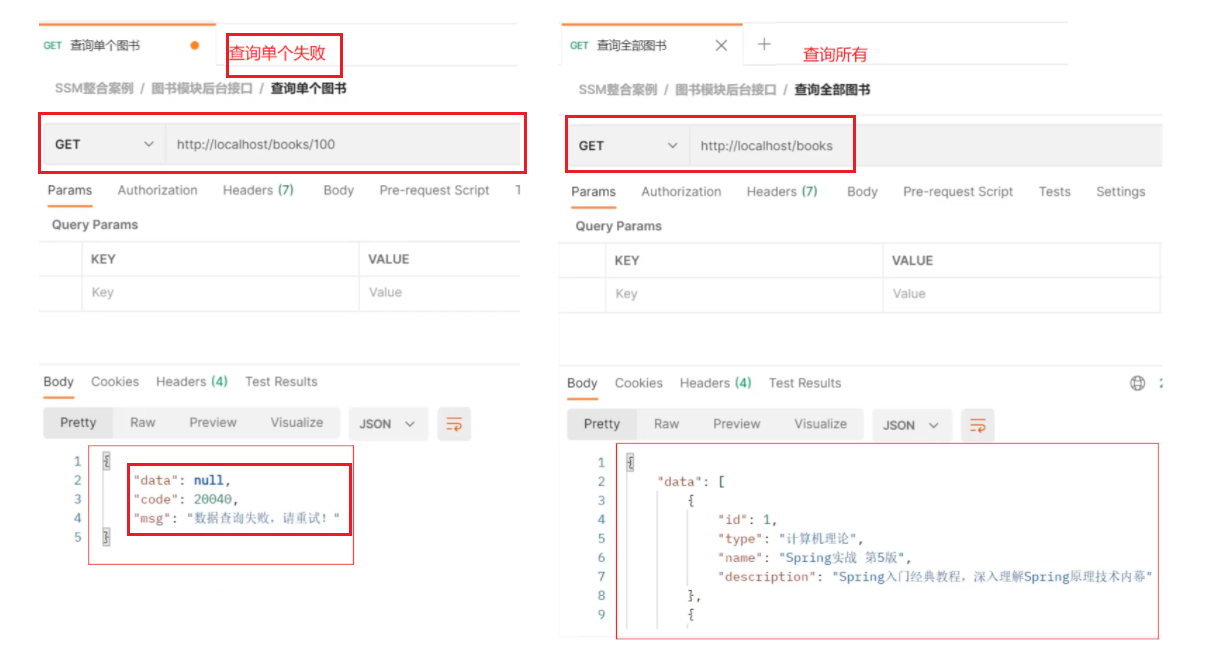 GET 查询单个图书
查询单个失败
SSM整合案例 / 图书模块后台接口 / 查询单个图书
GET http://localhost/books/100
Params Authorization Headers (7) Body Pre-request Script T
Query Params
KEY VALUE
Key Value
Body Cookies Headers (4) Test Results
Pretty Raw Preview Visualize JSON
1 {
2 "data": null,
3 "code": 20040,
4 "msg": "数据查询失败，请重试！"
5 }
GET 查询全部图书
查询所有
SSM整合案例 / 图书模块后台接口 / 查询全部图书
GET http://localhost/books
Params Authorization Headers (7) Body Pre-request Script Tests Settings
Query Params
KEY VALUE
Key Value
Body Cookies Headers (4) Test Results
Pretty Raw Preview Visualize JSON
1 {
2 "data": [
3 {
4 "id": 1,
5 "type": "计算机理论",
6 "name": "Spring实战 第5版",
7 "description": "Spring入门经典教程，深入理解Spring原理技术内幕"
8 },
9 {